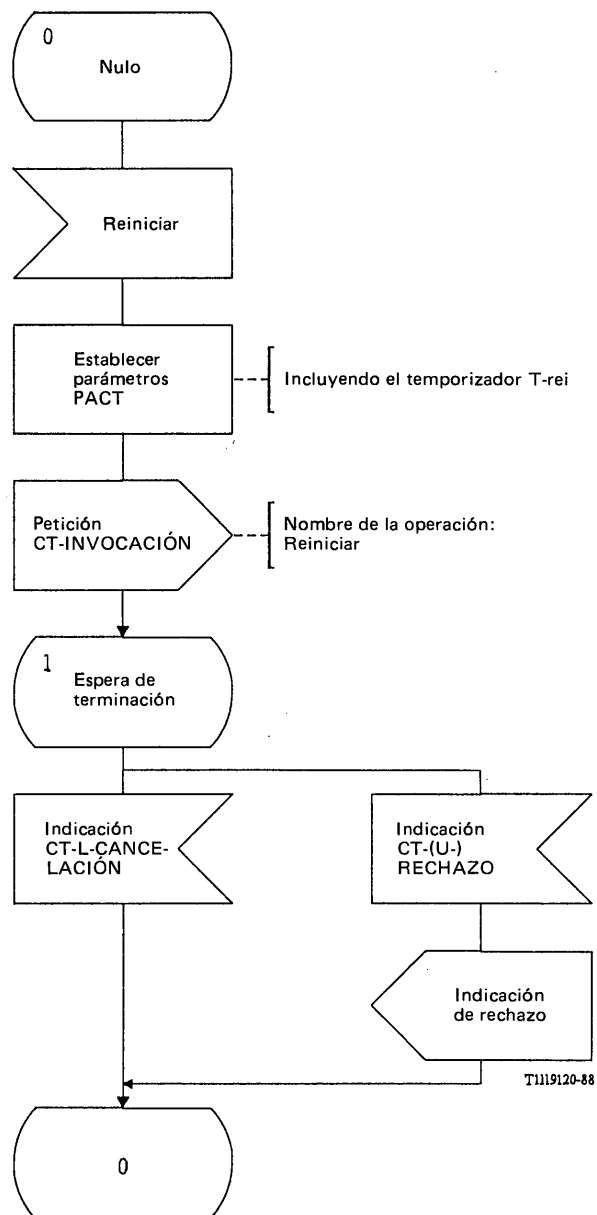 0
Nulo
Reiniciar
Establecer
parámetros
PACT
Incluyendo el temporizador T-rei
Petición
CT-INVOCACIÓN
Nombre de la operación:
Reiniciar
1
Espera de
terminación
Indicación
CT-L-CANCE-
LACIÓN
Indicación
CT-(U-)
RECHAZO
Indicación
de rechazo
T1119120-88
0